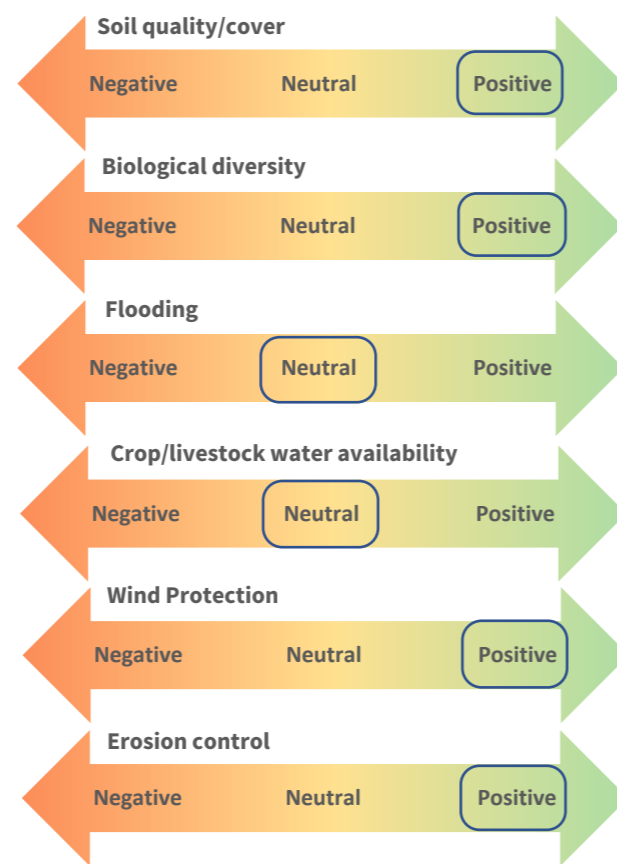 Soil quality/cover
Negative Neutral Positive
Biological diversity
Negative Neutral Positive
Flooding
Negative Neutral Positive
Crop/livestock water availability
Negative Neutral Positive
Wind Protection
Negative Neutral Positive
Erosion control
Negative Neutral Positive